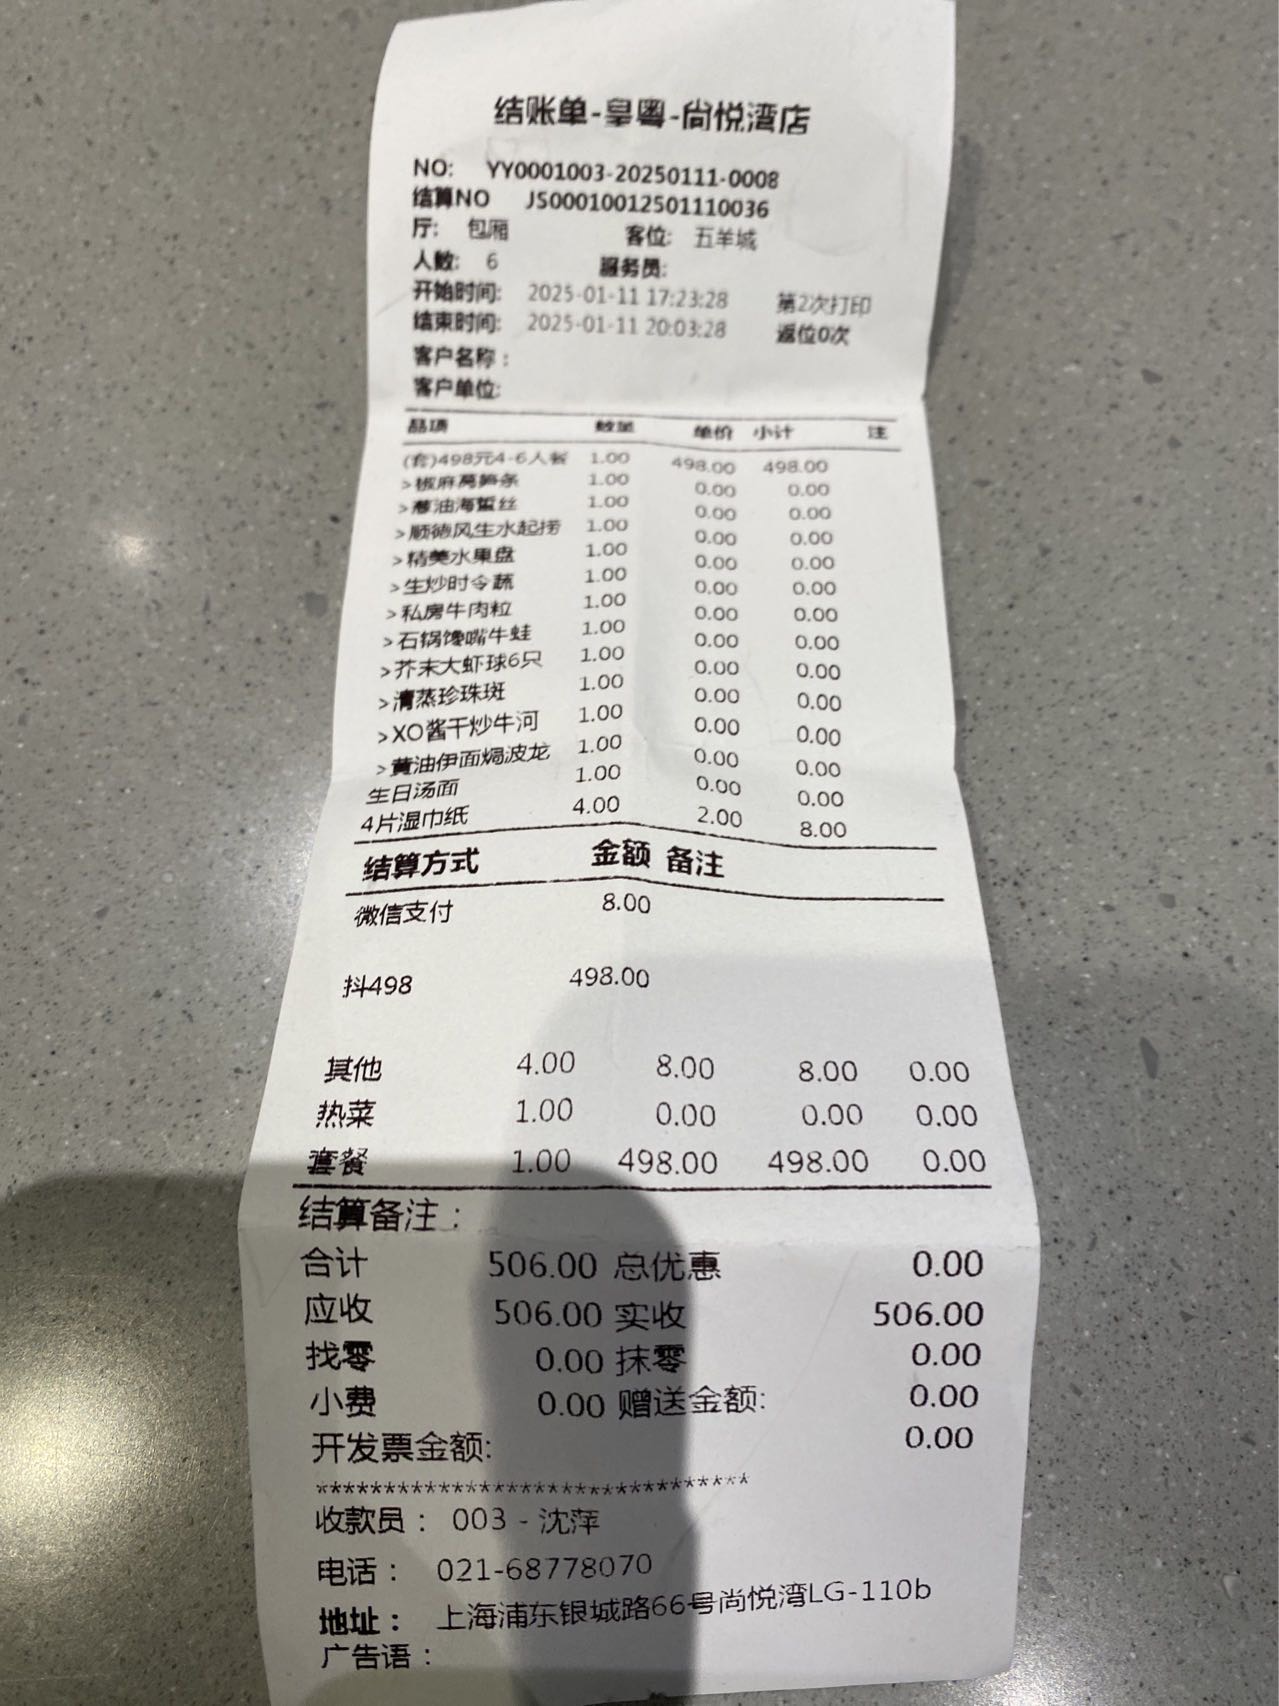 结账单-皇粤-尚悦湾店
NO: YY0001003-20250111-0008
结算NO JS00010012501110036
厅: 包厢 客位: 五羊城
人数: 6 服务员:
开始时间: 2025-01-11 17:23:28 第2次打印
结束时间: 2025-01-11 20:03:28 返位0次
客户名称：
客户单位:
品项 数量 单价 小计 注
(套)498元4-6人餐 1.00 498.00 498.00
>椒麻莴笋条 1.00 0.00 0.00
>葱油海蜇丝 1.00 0.00 0.00
>顺德风生水起捞 1.00 0.00 0.00
>精美水果盘 1.00 0.00 0.00
>生炒时令蔬 1.00 0.00 0.00
>私房牛肉粒 1.00 0.00 0.00
>石锅馋嘴牛蛙 1.00 0.00 0.00
>芥末大虾球6只 1.00 0.00 0.00
>清蒸珍珠斑 1.00 0.00 0.00
>XO酱干炒牛河 1.00 0.00 0.00
>黄油伊面焗波龙 1.00 0.00 0.00
生日汤面 1.00 0.00 0.00
4片湿巾纸 4.00 2.00 8.00
结算方式 金额 备注
微信支付 8.00
抖498 498.00
其他 4.00 8.00 8.00 0.00
热菜 1.00 0.00 0.00 0.00
套餐 1.00 498.00 498.00 0.00
结算备注：
合计 506.00 总优惠 0.00
应收 506.00 实收 506.00
找零 0.00 抹零 0.00
小费 0.00 赠送金额: 0.00
开发票金额: 0.00
********************************
收款员： 003 - 沈萍
电话： 021-68778070
地址： 上海浦东银城路66号尚悦湾LG-110b
广告语：